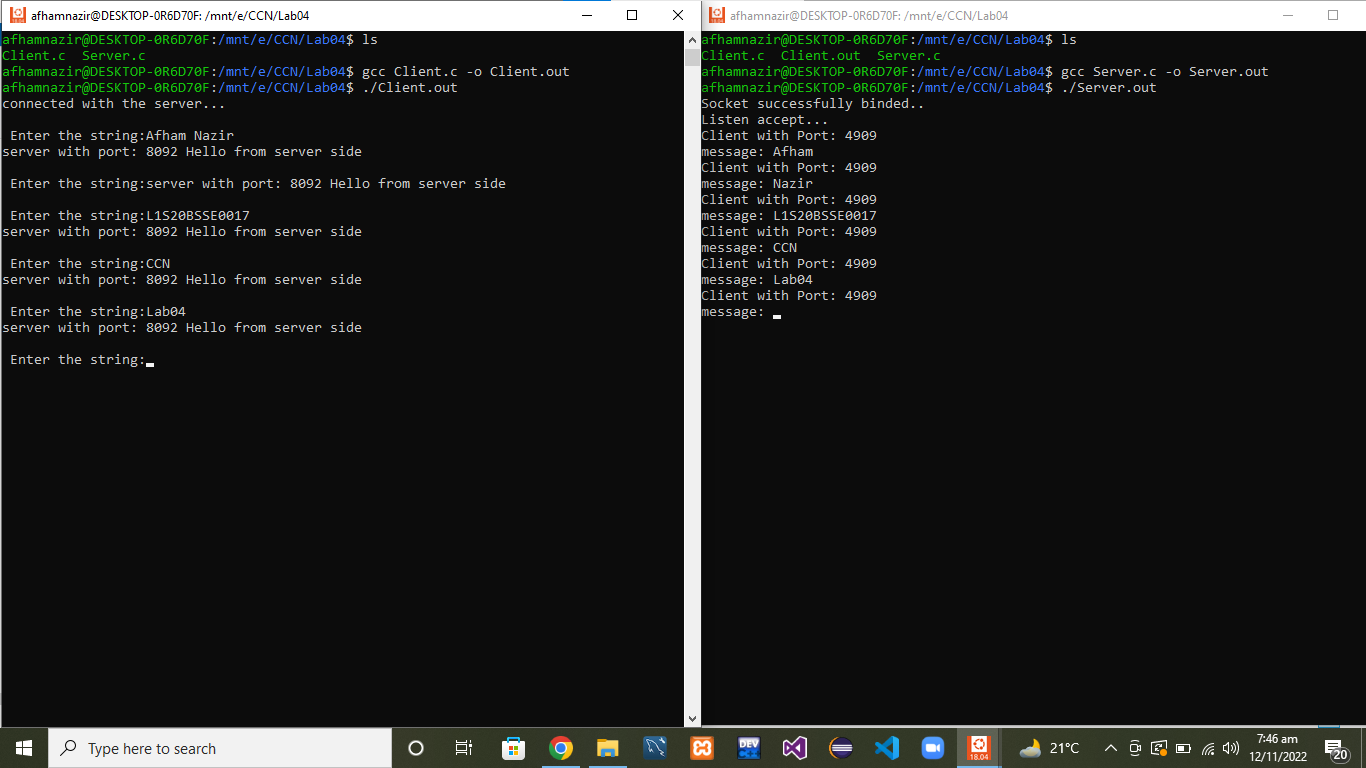 afhamnazir@DESKTOP-0R6D70F: /mnt/e/CCN/Lab04
afhamnazir@DESKTOP-0R6D70F:/mnt/e/CCN/Lab04$ ls
Client.c  Server.c
afhamnazir@DESKTOP-0R6D70F:/mnt/e/CCN/Lab04$ gcc Client.c -o Client.out
afhamnazir@DESKTOP-0R6D70F:/mnt/e/CCN/Lab04$ ./Client.out
connected with the server...
Enter the string:Afham Nazir
server with port: 8092 Hello from server side
Enter the string:server with port: 8092 Hello from server side
Enter the string:L1S20BSSE0017
server with port: 8092 Hello from server side
Enter the string:CCN
server with port: 8092 Hello from server side
Enter the string:Lab04
server with port: 8092 Hello from server side
Enter the string:
afhamnazir@DESKTOP-0R6D70F: /mnt/e/CCN/Lab04
afhamnazir@DESKTOP-0R6D70F:/mnt/e/CCN/Lab04$ ls
Client.c  Client.out  Server.c
afhamnazir@DESKTOP-0R6D70F:/mnt/e/CCN/Lab04$ gcc Server.c -o Server.out
afhamnazir@DESKTOP-0R6D70F:/mnt/e/CCN/Lab04$ ./Server.out
Socket successfully binded..
Listen accept...
Client with Port: 4909
message: Afham
Client with Port: 4909
message: Nazir
Client with Port: 4909
message: L1S20BSSE0017
Client with Port: 4909
message: CCN
Client with Port: 4909
message: Lab04
Client with Port: 4909
message:
Type here to search
DEV
18.04
21°C
7:46 am
12/11/2022
20